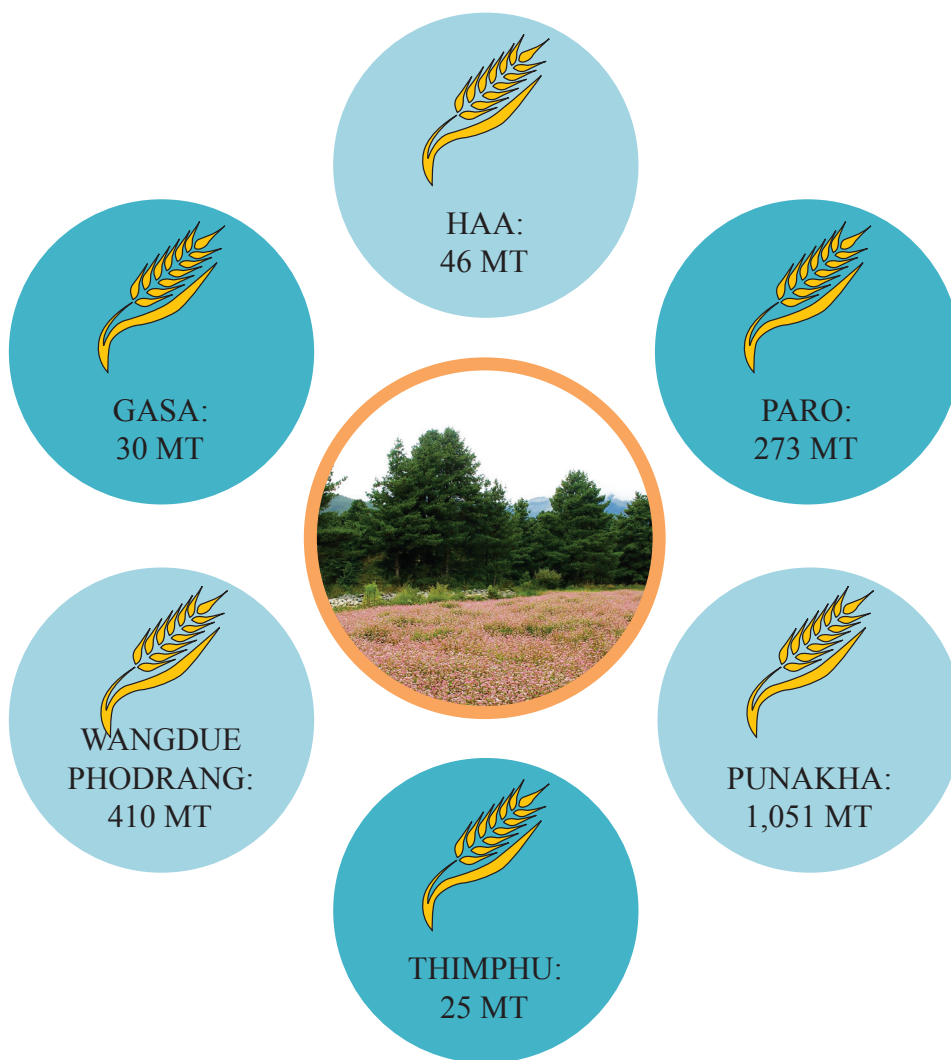 HAA:
46 MT
GASA:
30 MT
PARO:
273 MT
WANGDUE
PHODRANG:
410 MT
PUNAKHA:
1,051 MT
THIMPHU:
25 MT